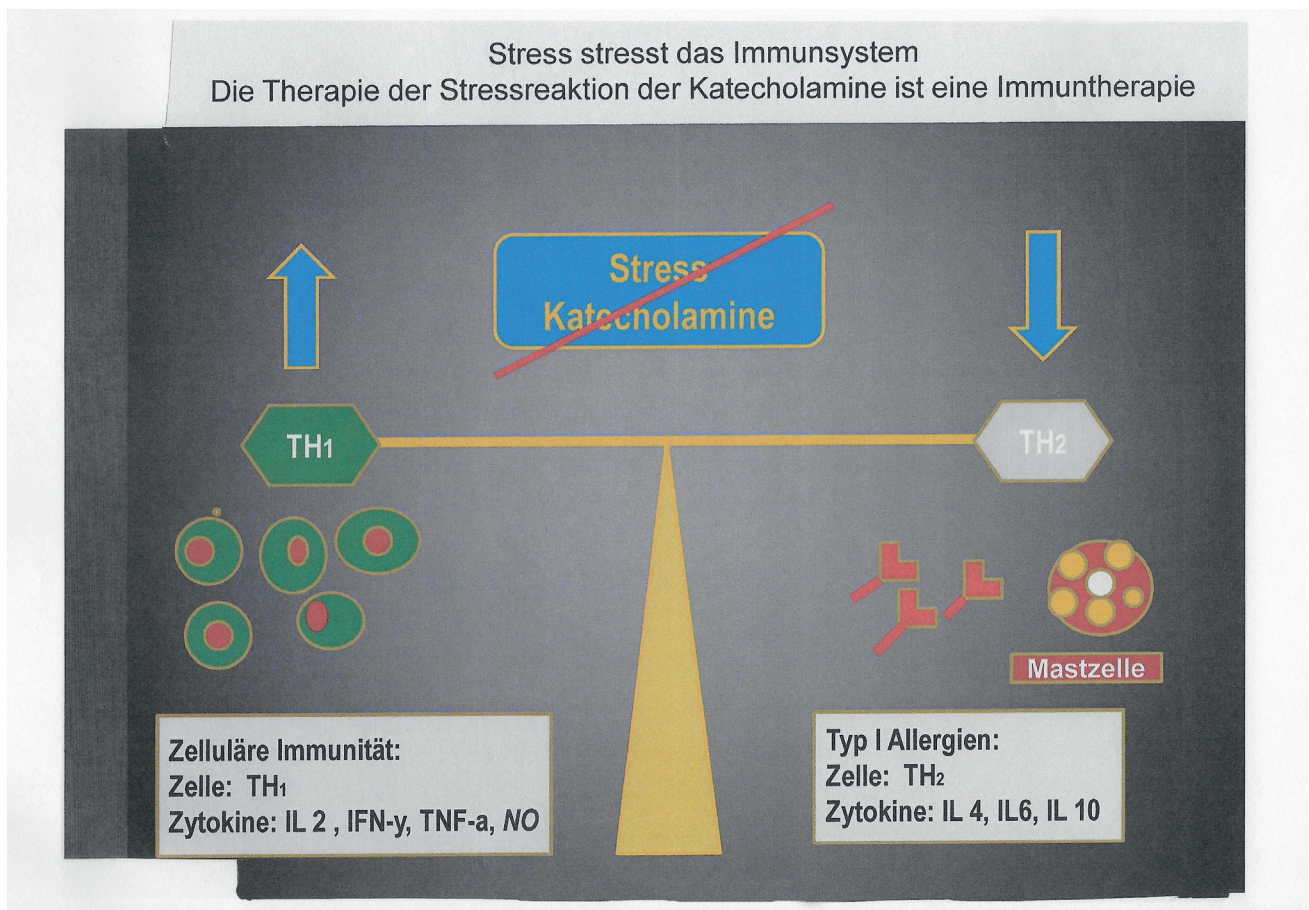 Stress stresst das Immunsystem
Die Therapie der Stressreaktion der Katecholamine ist eine Immuntherapie
Stress
Katecholamine
TH1
TH2
Mastzelle
Zelluläre Immunität:
Zelle: TH1
Zytokine: IL 2 , IFN-y, TNF-a, NO
Typ I Allergien:
Zelle: TH2
Zytokine: IL 4, IL6, IL 10